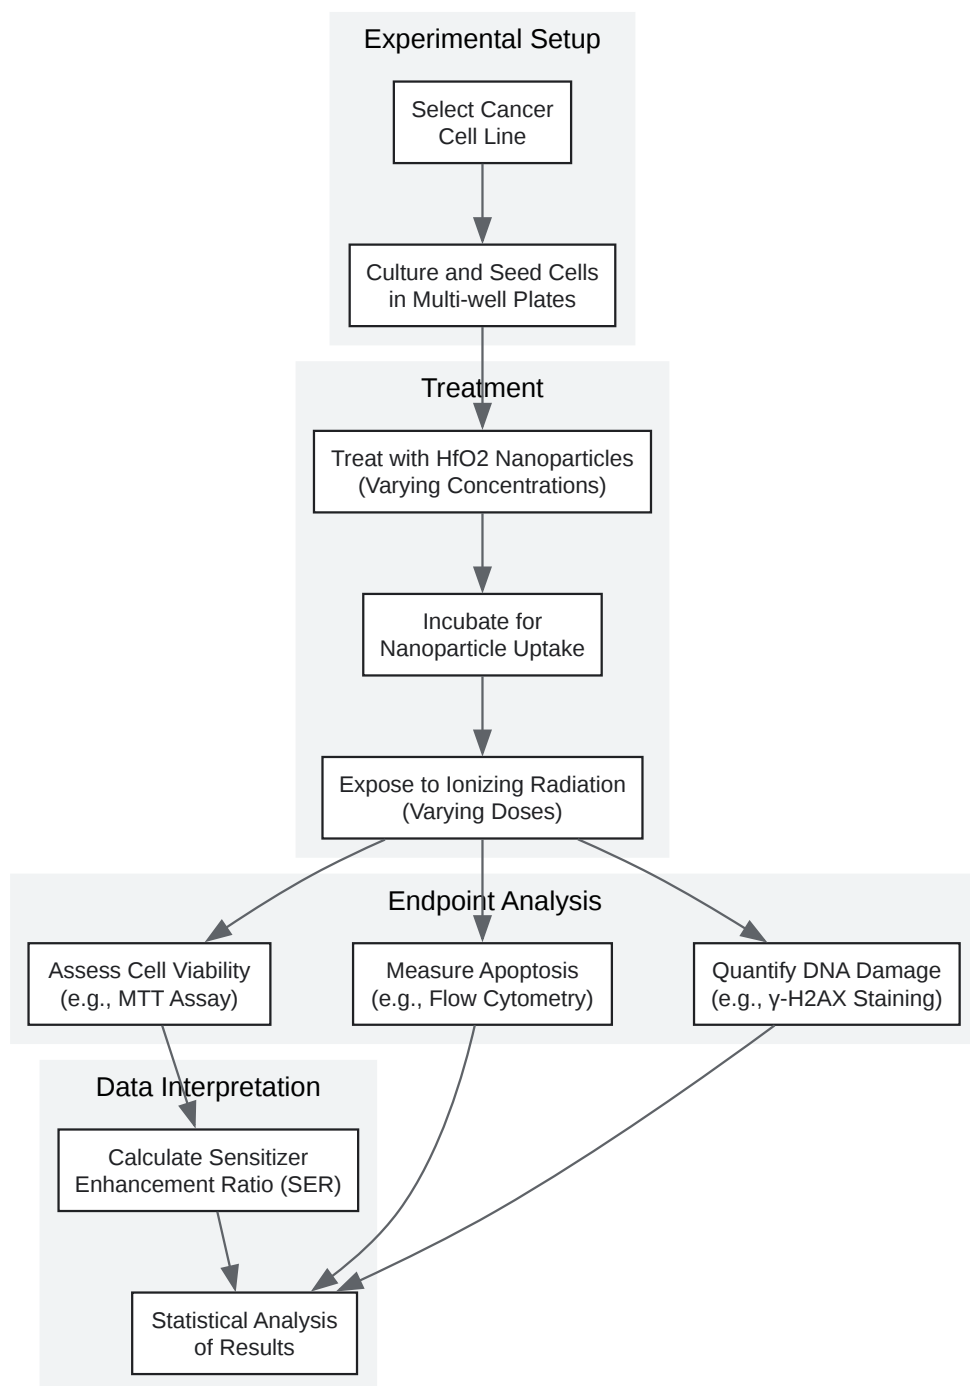 Experimental Setup
Select Cancer
Cell Line
Culture and Seed Cells
in Multi-well Plates
Treatment
Treat with HfO2 Nanoparticles
(Varying Concentrations)
Incubate for
Nanoparticle Uptake
Expose to Ionizing Radiation
(Varying Doses)
Endpoint Analysis
Assess Cell Viability
(e.g., MTT Assay)
Measure Apoptosis
(e.g., Flow Cytometry)
Quantify DNA Damage
(e.g., γ-H2AX Staining)
Data Interpretation
Calculate Sensitizer
Enhancement Ratio (SER)
Statistical Analysis
of Results